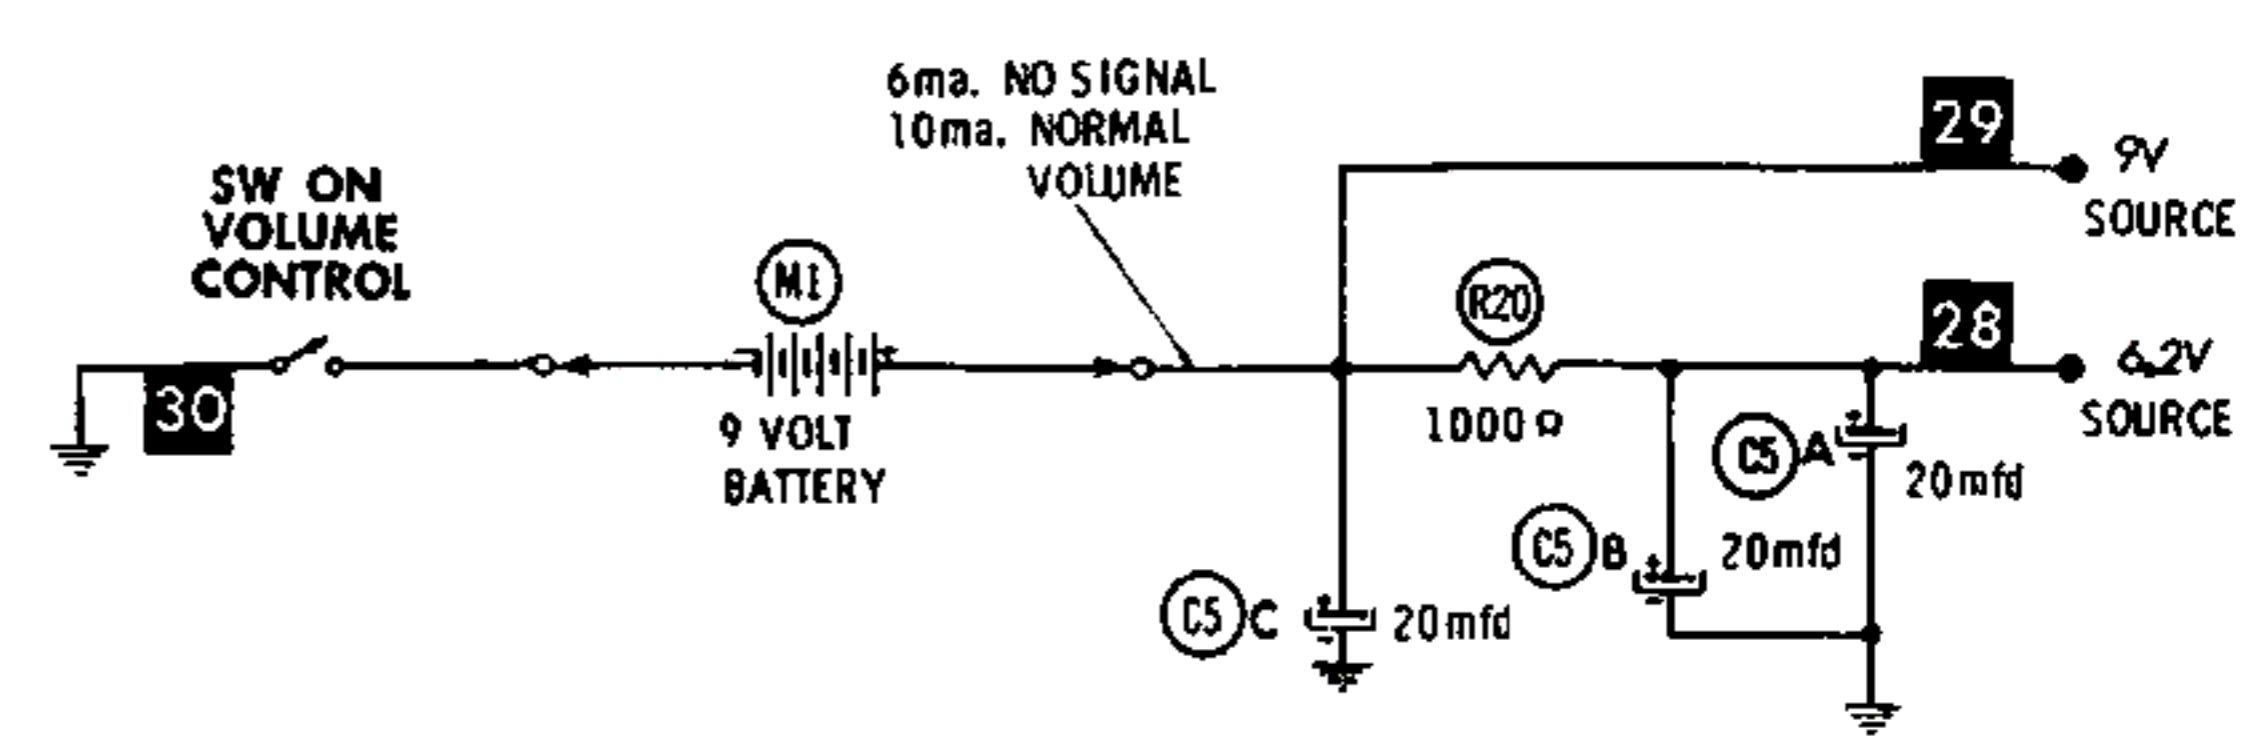 6ma. NO SIGNAL
10ma. NORMAL
VOLUME
29
9V
SOURCE
SW ON
VOLUME
CONTROL
M1
R20
28
6.2V
SOURCE
30
- +
9 VOLT
BATTERY
1000 Ω
C5 A
+
-
20mfd
C5 B
+
-
20mfd
C5 C
+
-
20mfd